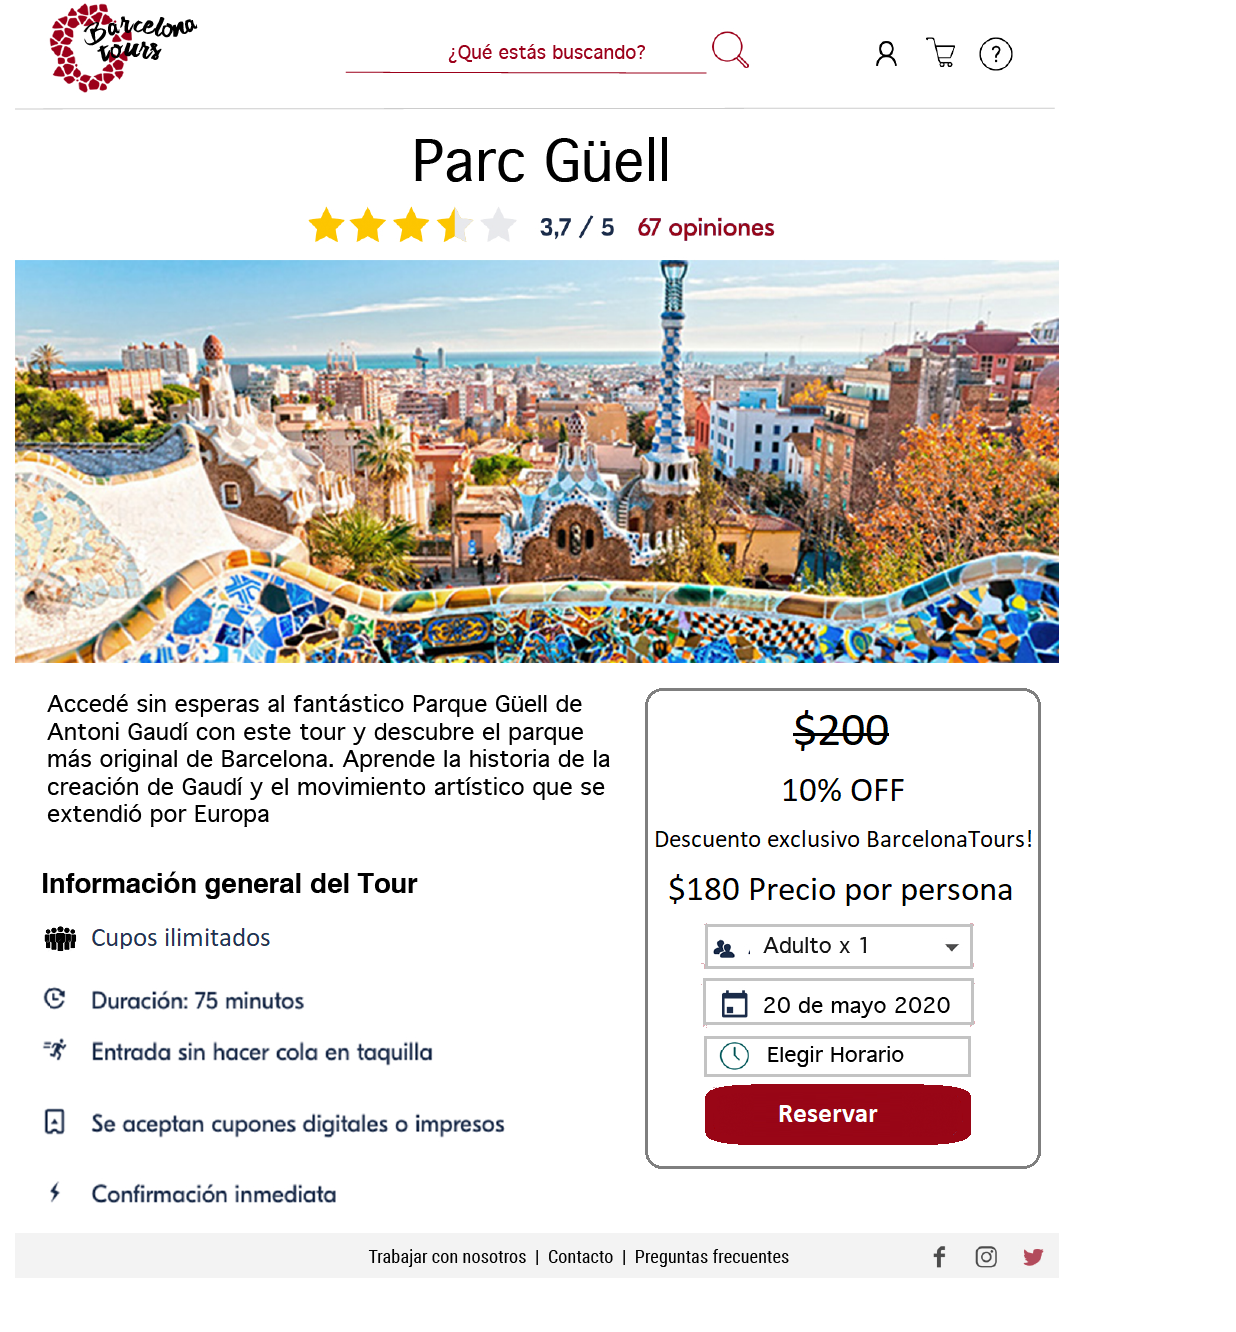 Barcelona
tours
¿Qué estás buscando?
?
Parc Güell
3,7 / 5 67 opiniones
Accedé sin esperas al fantástico Parque Güell de
Antoni Gaudí con este tour y descubre el parque
más original de Barcelona. Aprende la historia de la
creación de Gaudí y el movimiento artístico que se
extendió por Europa
Información general del Tour
Cupos ilimitados
Duración: 75 minutos
Entrada sin hacer cola en taquilla
Se aceptan cupones digitales o impresos
Confirmación inmediata
$200
10% OFF
Descuento exclusivo BarcelonaTours!
$180 Precio por persona
Adulto x 1
20 de mayo 2020
Elegir Horario
Reservar
Trabajar con nosotros | Contacto | Preguntas frecuentes